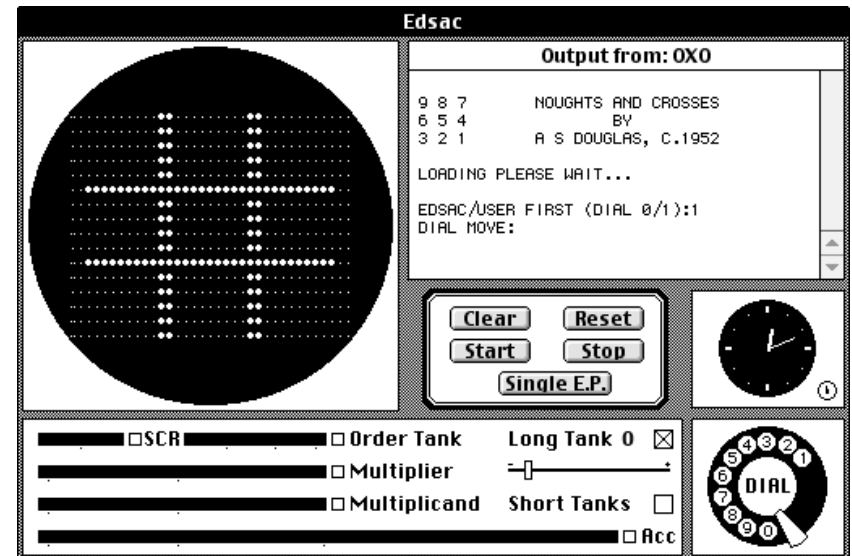 Edsac
Output from: OXO
9 8 7 NOUGHTS AND CROSSES
6 5 4 BY
3 2 1 A S DOUGLAS, C.1952
LOADING PLEASE WAIT...
EDSAC/USER FIRST (DIAL 0/1):1
DIAL MOVE:
Clear Reset
Start Stop
Single E.P.
SCR Order Tank Long Tank 0
Multiplier - +
Multiplicand Short Tanks
Acc
4 3 2 1
5
6
7
8
9 0
DIAL